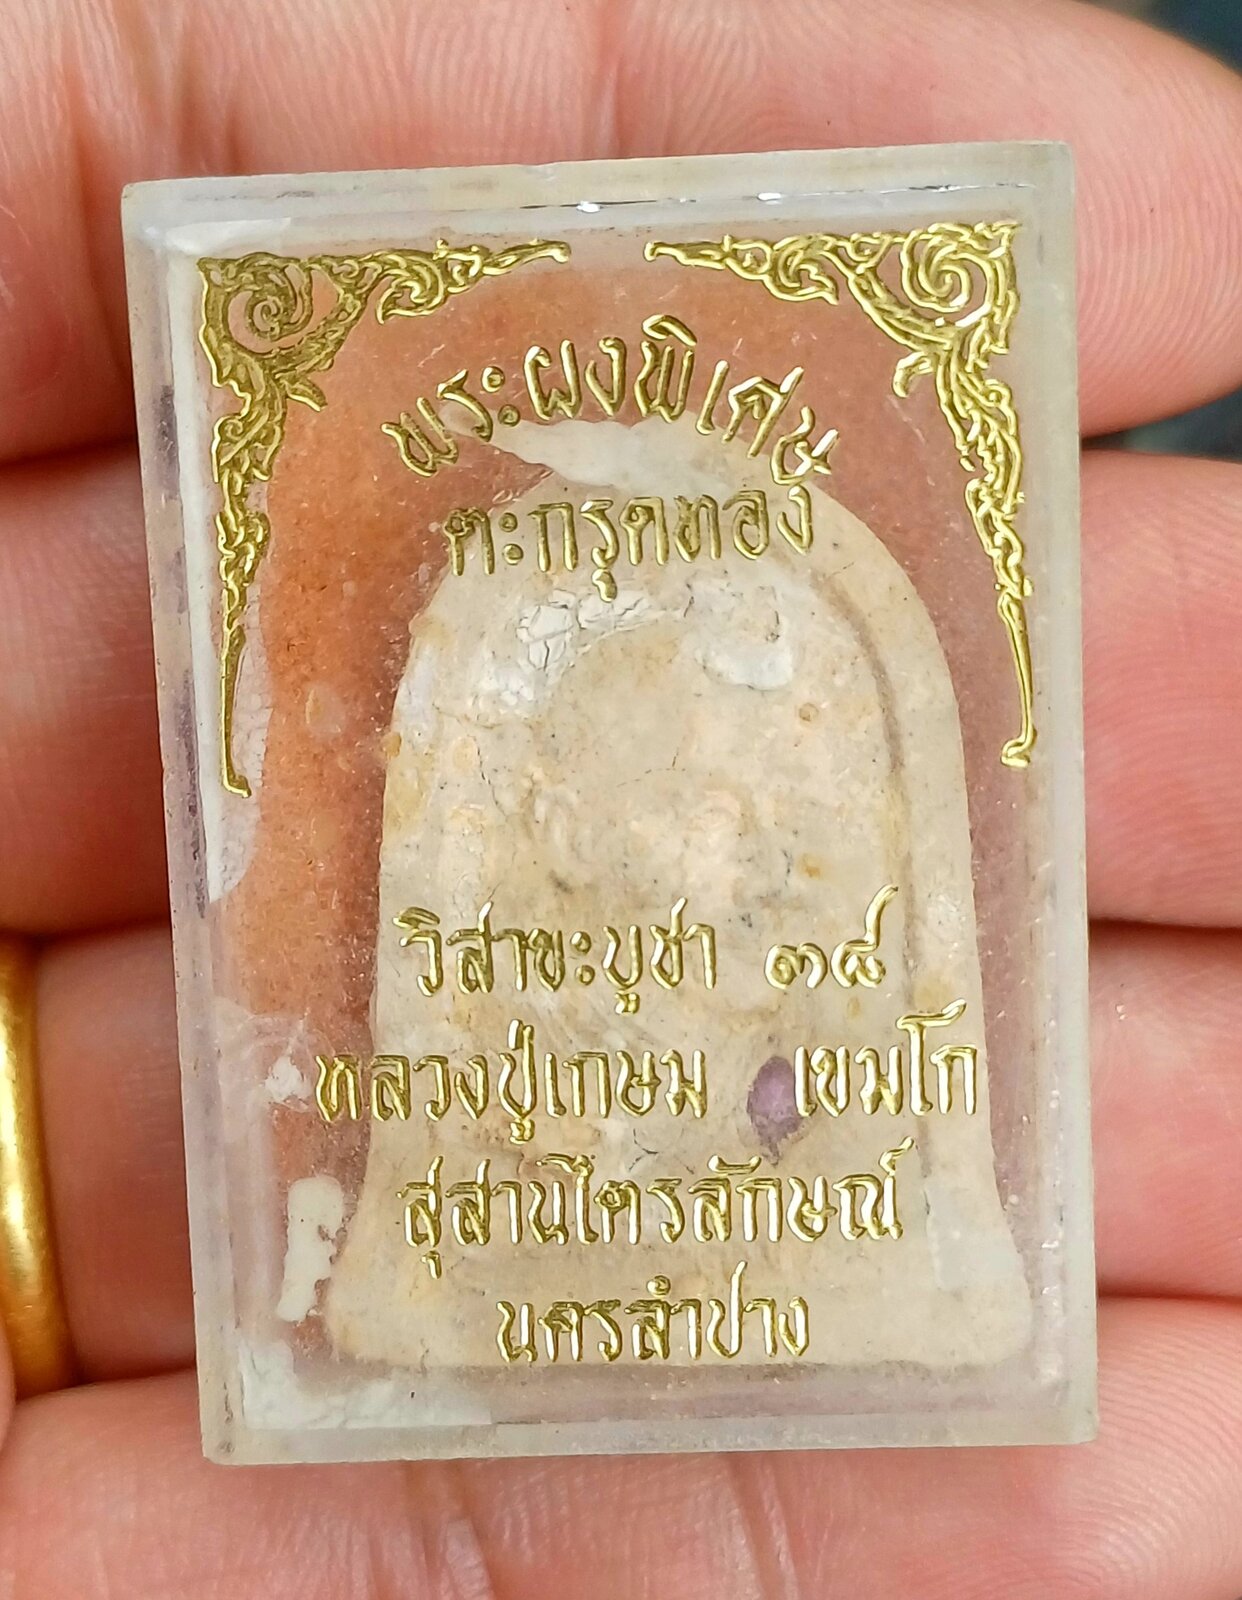 พระผงพิเศษ
ตะกรุดทอง
วิสาขะบูชา ๓๘
หลวงปู่เกษม เขมโก
สุสานไตรลักษณ์
นครลำปาง